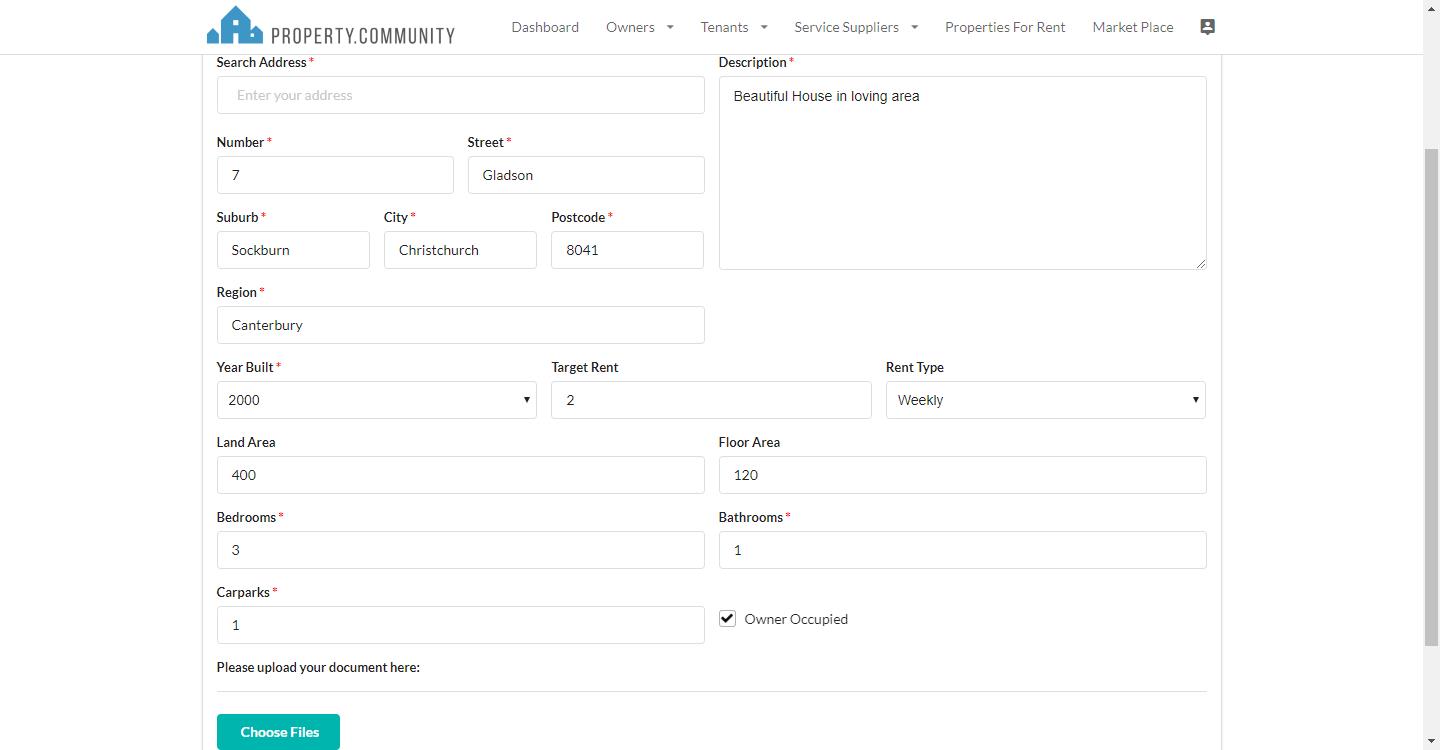 PROPERTY.COMMUNITY Dashboard Owners Tenants Service Suppliers Properties For Rent Market Place
Search Address * Description *
Enter your address Beautiful House in loving area
Number * Street *
7 Gladson
Suburb * City * Postcode *
Sockburn Christchurch 8041
Region *
Canterbury
Year Built * Target Rent Rent Type
2000 2 Weekly
Land Area Floor Area
400 120
Bedrooms * Bathrooms *
3 1
Carparks *
1 Owner Occupied
Please upload your document here:
Choose Files